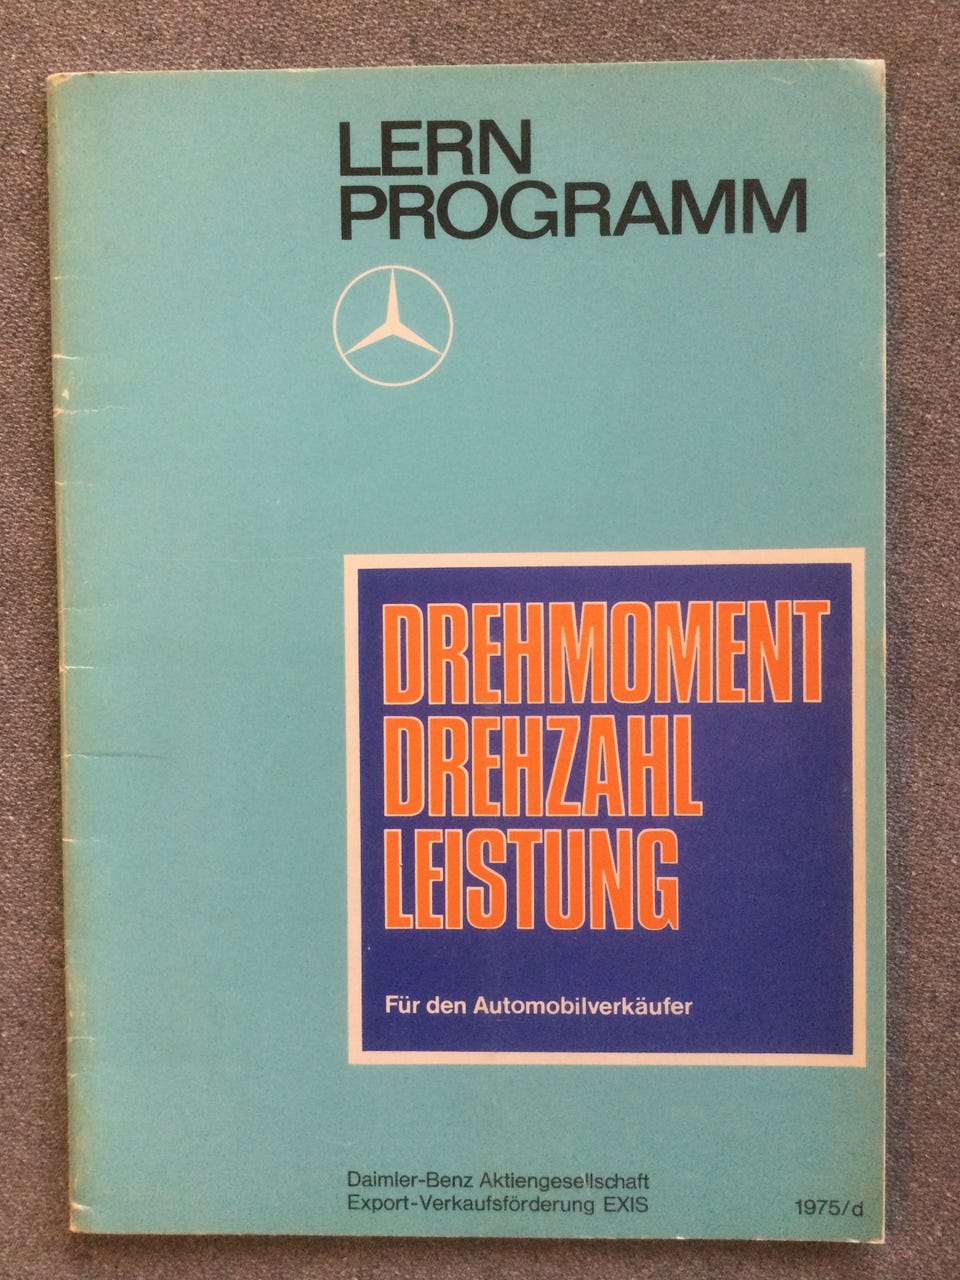 LERN
PROGRAMM
DREHMOMENT
DREHZAHL
LEISTUNG
Für den Automobilverkäufer
Daimler-Benz Aktiengesellschaft
Export-Verkaufsförderung EXIS
1975/d